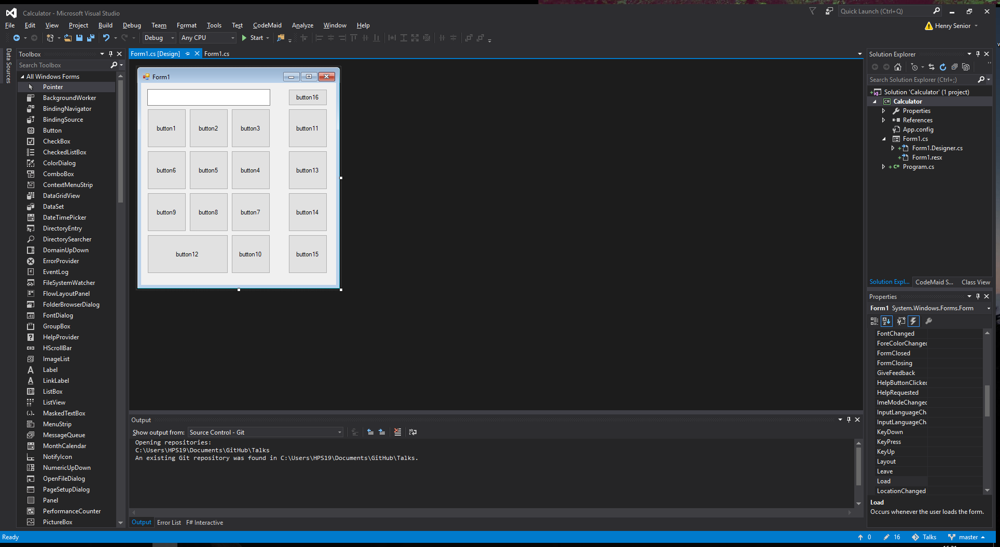 Calculator - Microsoft Visual Studio
Quick Launch (Ctrl+Q)
File Edit View Project Build Debug Team Format Tools Test CodeMaid Analyze Window Help
Henry Senior
Debug Any CPU Start
Data Sources
Toolbox
Search Toolbox
All Windows Forms
Pointer
BackgroundWorker
BindingNavigator
BindingSource
Button
CheckBox
CheckedListBox
ColorDialog
ComboBox
ContextMenuStrip
DataGridView
DataSet
DateTimePicker
DirectoryEntry
DirectorySearcher
DomainUpDown
ErrorProvider
EventLog
FileSystemWatcher
FlowLayoutPanel
FolderBrowserDialog
FontDialog
GroupBox
HelpProvider
HScrollBar
ImageList
Label
LinkLabel
ListBox
ListView
MaskedTextBox
MenuStrip
MessageQueue
MonthCalendar
NotifyIcon
NumericUpDown
OpenFileDialog
PageSetupDialog
Panel
PerformanceCounter
PictureBox
Form1.cs [Design] Form1.cs
Form1
button16
button1 button2 button3 button11
button6 button5 button4 button13
button9 button8 button7 button14
button12 button10 button15
Output
Show output from: Source Control - Git
Opening repositories:
C:\Users\HPS19\Documents\GitHub\Talks
An existing Git repository was found in C:\Users\HPS19\Documents\GitHub\Talks.
Output Error List F# Interactive
Solution Explorer
Search Solution Explorer (Ctrl+;)
Solution 'Calculator' (1 project)
C# Calculator
Properties
References
App.config
Form1.cs
Form1.Designer.cs
Form1.resx
C# Program.cs
Solution Expl... CodeMaid S... Class View
Properties
Form1 System.Windows.Forms.Form
FontChanged
ForeColorChanged
FormClosed
FormClosing
GiveFeedback
HelpButtonClicked
HelpRequested
ImeModeChanged
InputLanguageCh
InputLanguageCh
KeyDown
KeyPress
KeyUp
Layout
Leave
Load
LocationChanged
Load
Occurs whenever the user loads the form.
Ready
0 16 Talks master